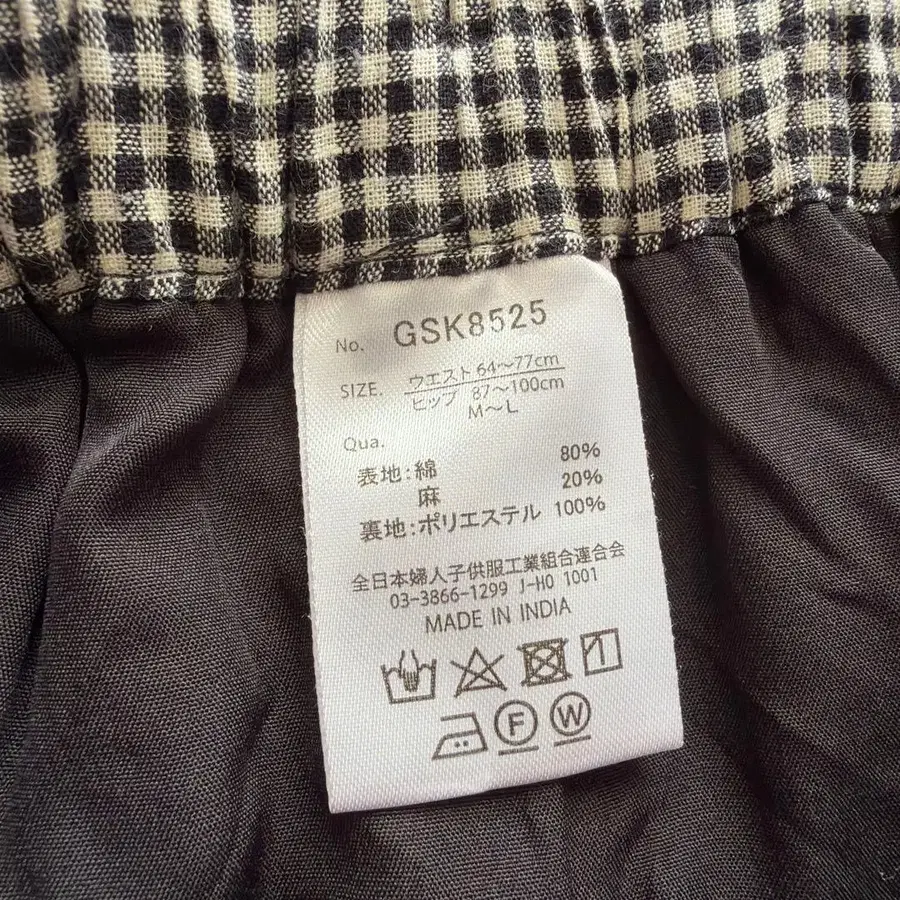 No. GSK8525
SIZE. ウエスト 64〜77cm
ヒップ 87〜100cm
M〜L
Qua.
表地:綿 80%
麻 20%
裏地:ポリエステル 100%
全日本婦人子供服工業組合連合会
03-3866-1299 J-HO 1001
MADE IN INDIA
F W